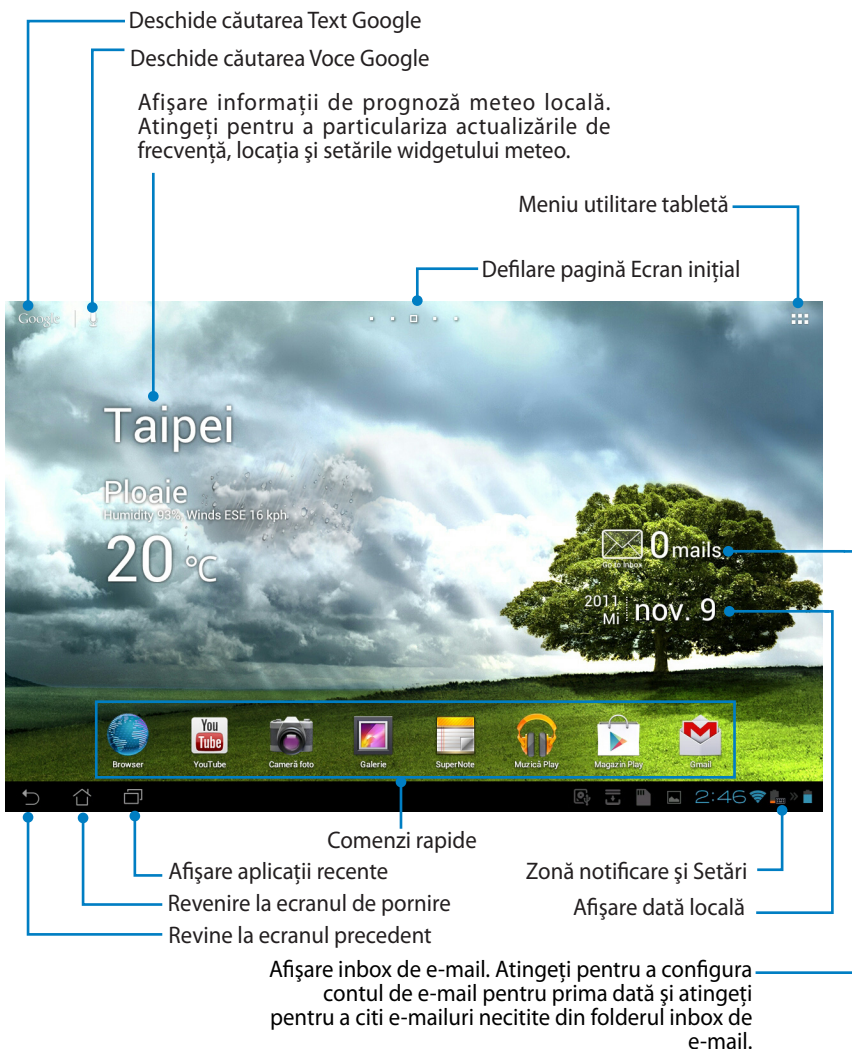 Deschide căutarea Text Google
Deschide căutarea Voce Google
Afişare informaţii de prognoză meteo locală.
Atingeţi pentru a particulariza actualizările de
frecvenţă, locaţia şi setările widgetului meteo.
Meniu utilitare tabletă
Defilare pagină Ecran iniţial
Google
Taipei
Ploaie
Humidity 93% Winds ESE 16 kph
20 °C
0 mails
Go to Inbox
2011
Mi
nov. 9
You
Tube
Browser
YouTube
Cameră foto
Galerie
SuperNote
Muzică Play
Magazin Play
Gmail
2:46
Comenzi rapide
Afişare aplicaţii recente
Zonă notificare şi Setări
Revenire la ecranul de pornire
Afişare dată locală
Revine la ecranul precedent
Afişare inbox de e-mail. Atingeţi pentru a configura
contul de e-mail pentru prima dată şi atingeţi
pentru a citi e-mailuri necitite din folderul inbox de
e-mail.